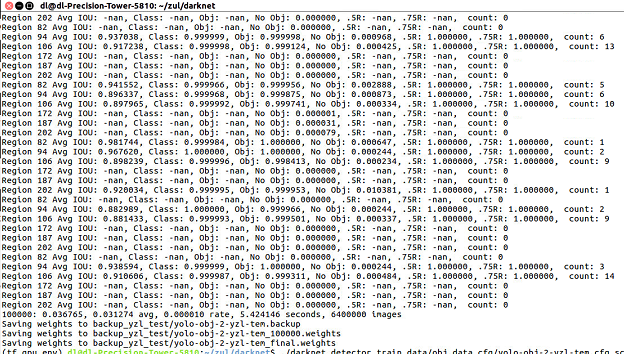 dl@dl-Precision-Tower-5810: ~/zul/darknet
Region 202 Avg IOU: -nan, Class: -nan, Obj: -nan, No Obj: 0.000000, .5R: -nan, .75R: -nan,  count: 0
Region 82 Avg IOU: -nan, Class: -nan, Obj: -nan, No Obj: 0.000000, .5R: -nan, .75R: -nan,  count: 0
Region 94 Avg IOU: 0.937038, Class: 0.999991, Obj: 0.999998, No Obj: 0.000968, .5R: 1.000000, .75R: 1.000000,  count: 6
Region 106 Avg IOU: 0.917238, Class: 0.999998, Obj: 0.999124, No Obj: 0.000425, .5R: 1.000000, .75R: 1.000000,  count: 13
Region 172 Avg IOU: -nan, Class: -nan, Obj: -nan, No Obj: 0.000000, .5R: -nan, .75R: -nan,  count: 0
Region 187 Avg IOU: -nan, Class: -nan, Obj: -nan, No Obj: 0.000000, .5R: -nan, .75R: -nan,  count: 0
Region 202 Avg IOU: -nan, Class: -nan, Obj: -nan, No Obj: 0.000000, .5R: -nan, .75R: -nan,  count: 0
Region 82 Avg IOU: 0.941552, Class: 0.999966, Obj: 0.999956, No Obj: 0.002888, .5R: 1.000000, .75R: 1.000000,  count: 5
Region 94 Avg IOU: 0.896337, Class: 0.999968, Obj: 0.999875, No Obj: 0.000873, .5R: 1.000000, .75R: 1.000000,  count: 6
Region 106 Avg IOU: 0.897965, Class: 0.999992, Obj: 0.999741, No Obj: 0.000334, .5R: 1.000000, .75R: 1.000000,  count: 10
Region 172 Avg IOU: -nan, Class: -nan, Obj: -nan, No Obj: 0.000001, .5R: -nan, .75R: -nan,  count: 0
Region 187 Avg IOU: -nan, Class: -nan, Obj: -nan, No Obj: 0.000031, .5R: -nan, .75R: -nan,  count: 0
Region 202 Avg IOU: -nan, Class: -nan, Obj: -nan, No Obj: 0.000079, .5R: -nan, .75R: -nan,  count: 0
Region 82 Avg IOU: 0.981744, Class: 0.999984, Obj: 1.000000, No Obj: 0.000647, .5R: 1.000000, .75R: 1.000000,  count: 1
Region 94 Avg IOU: 0.967620, Class: 1.000000, Obj: 1.000000, No Obj: 0.000244, .5R: 1.000000, .75R: 1.000000,  count: 2
Region 106 Avg IOU: 0.898239, Class: 0.999996, Obj: 0.998413, No Obj: 0.000234, .5R: 1.000000, .75R: 1.000000,  count: 9
Region 172 Avg IOU: -nan, Class: -nan, Obj: -nan, No Obj: 0.000000, .5R: -nan, .75R: -nan,  count: 0
Region 187 Avg IOU: -nan, Class: -nan, Obj: -nan, No Obj: 0.000000, .5R: -nan, .75R: -nan,  count: 0
Region 202 Avg IOU: 0.920034, Class: 0.999995, Obj: 0.999953, No Obj: 0.010381, .5R: 1.000000, .75R: 1.000000,  count: 1
Region 82 Avg IOU: -nan, Class: -nan, Obj: -nan, No Obj: 0.000000, .5R: -nan, .75R: -nan,  count: 0
Region 94 Avg IOU: 0.882989, Class: 1.000000, Obj: 0.999966, No Obj: 0.000244, .5R: 1.000000, .75R: 1.000000,  count: 2
Region 106 Avg IOU: 0.881433, Class: 0.999993, Obj: 0.999501, No Obj: 0.000337, .5R: 1.000000, .75R: 1.000000,  count: 9
Region 172 Avg IOU: -nan, Class: -nan, Obj: -nan, No Obj: 0.000000, .5R: -nan, .75R: -nan,  count: 0
Region 187 Avg IOU: -nan, Class: -nan, Obj: -nan, No Obj: 0.000000, .5R: -nan, .75R: -nan,  count: 0
Region 202 Avg IOU: -nan, Class: -nan, Obj: -nan, No Obj: 0.000000, .5R: -nan, .75R: -nan,  count: 0
Region 82 Avg IOU: -nan, Class: -nan, Obj: -nan, No Obj: 0.000000, .5R: -nan, .75R: -nan,  count: 0
Region 94 Avg IOU: 0.938594, Class: 0.999999, Obj: 1.000000, No Obj: 0.000244, .5R: 1.000000, .75R: 1.000000,  count: 3
Region 106 Avg IOU: 0.910606, Class: 0.999987, Obj: 0.999311, No Obj: 0.000484, .5R: 1.000000, .75R: 1.000000,  count: 14
Region 172 Avg IOU: -nan, Class: -nan, Obj: -nan, No Obj: 0.000000, .5R: -nan, .75R: -nan,  count: 0
Region 187 Avg IOU: -nan, Class: -nan, Obj: -nan, No Obj: 0.000000, .5R: -nan, .75R: -nan,  count: 0
Region 202 Avg IOU: -nan, Class: -nan, Obj: -nan, No Obj: 0.000000, .5R: -nan, .75R: -nan,  count: 0
100000: 0.036765, 0.031274 avg, 0.000010 rate, 5.424146 seconds, 6400000 images
Saving weights to backup_yzl_test/yolo-obj-2-yzl-tem.backup
Saving weights to backup_yzl_test/yolo-obj-2-yzl-tem_100000.weights
Saving weights to backup_yzl_test/yolo-obj-2-yzl-tem_final.weights
(tf_gpu_env) dl@dl-Precision-Tower-5810:~/zul/darknet$ ./darknet detector train data/obj.data cfg/yolo-obj-2-yzl-tem.cfg